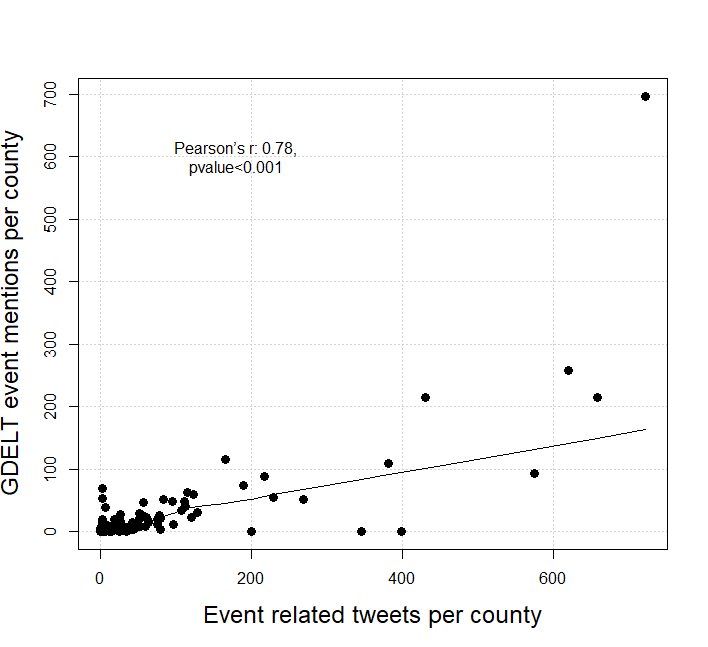 700
600
500
400
300
200
100
0
GDELT event mentions per county
Pearson's r: 0.78,
pvalue<0.001
0 200 400 600
Event related tweets per county